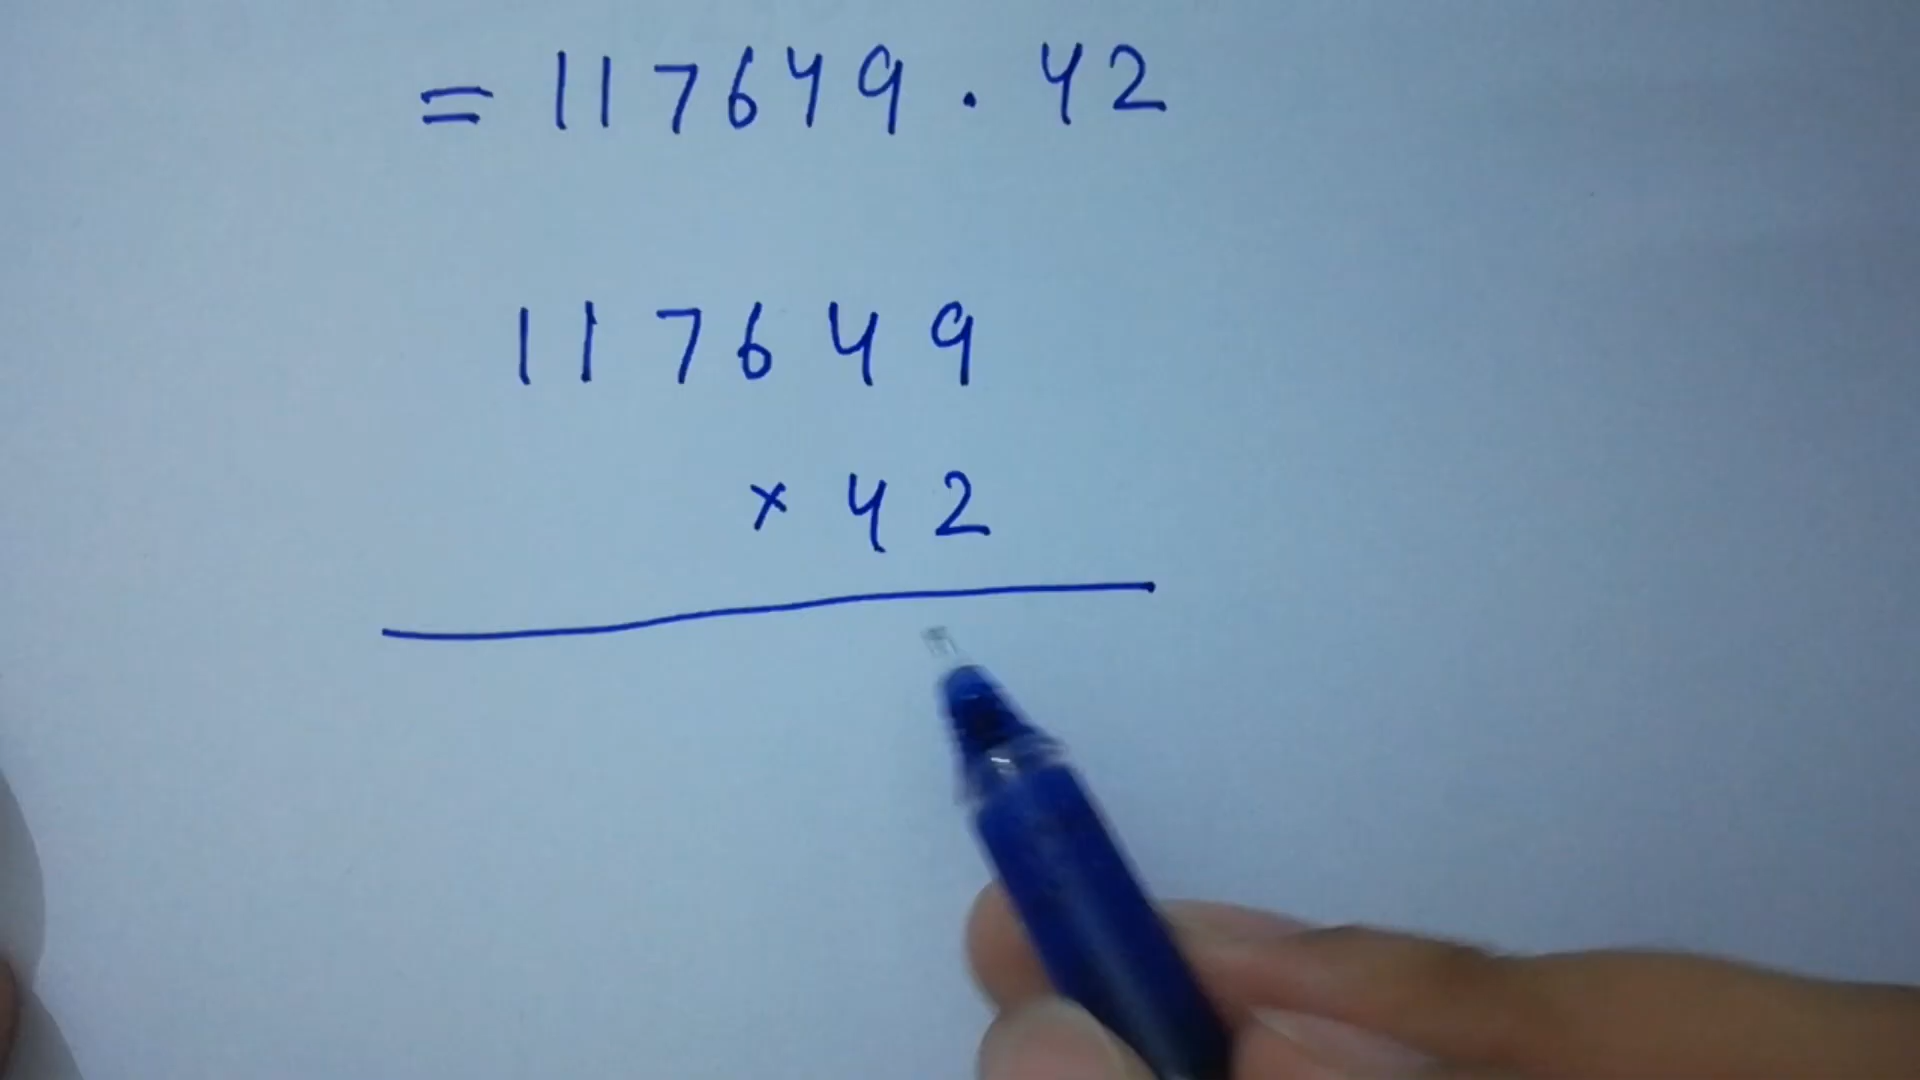 = 117649 . 42
117649
× 42